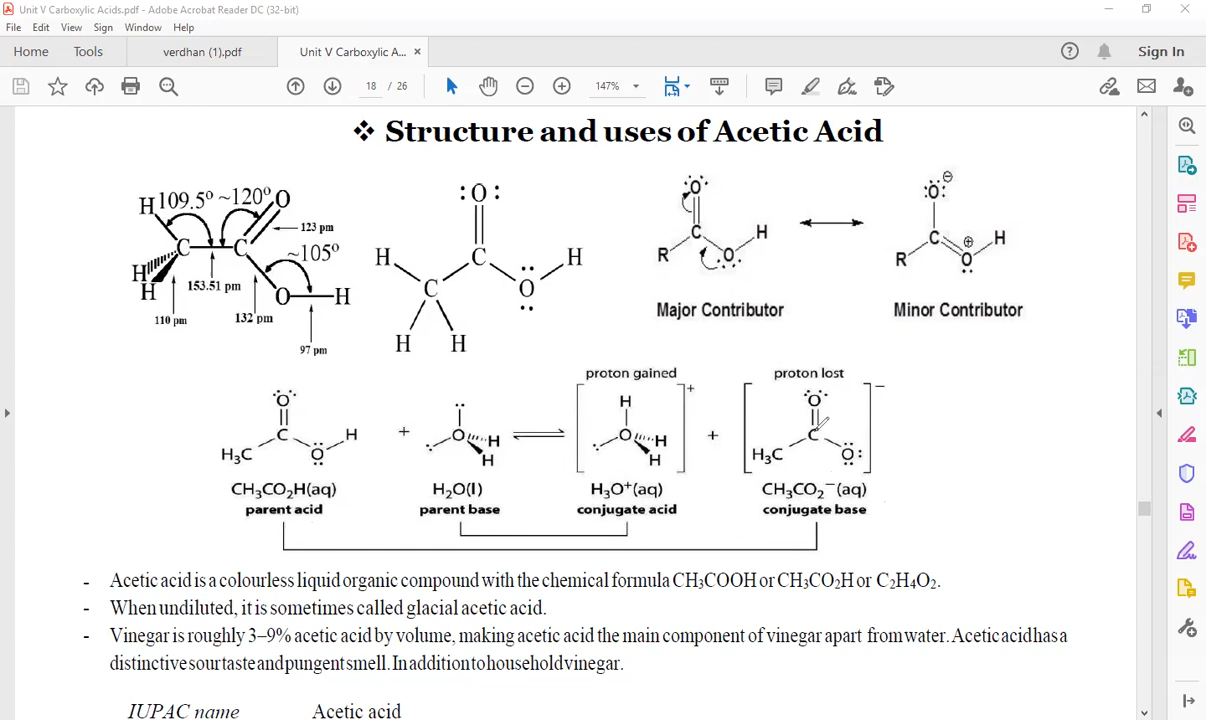 Unit V Carboxylic Acids.pdf - Adobe Acrobat Reader DC (32-bit)
File Edit View Sign Window Help
Home Tools verdhan (1).pdf Unit V Carboxylic A... × Sign In
18 / 26 147%
❖ Structure and uses of Acetic Acid
H 109.5º ~120º O
123 pm
C C
~105º
H
H
153.51 pm
O H
110 pm 132 pm
97 pm
:O:
H C H
C O
H H
O
C H
R O
Major Contributor
O ⊖
C ⊕ H
R O
Minor Contributor
proton gained proton lost
O
C H
H3C O
+
O H
H
H
O H
H
+
+
O
C
H3C O:
−
CH3CO2H(aq) H2O(l) H3O+(aq) CH3CO2−(aq)
parent acid parent base conjugate acid conjugate base
- Acetic acid is a colourless liquid organic compound with the chemical formula CH3COOH or CH3CO2H or C2H4O2.
- When undiluted, it is sometimes called glacial acetic acid.
- Vinegar is roughly 3–9% acetic acid by volume, making acetic acid the main component of vinegar apart from water. Acetic acid has a
distinctive sour taste and pungent smell. In addition to household vinegar.
IUPAC name Acetic acid